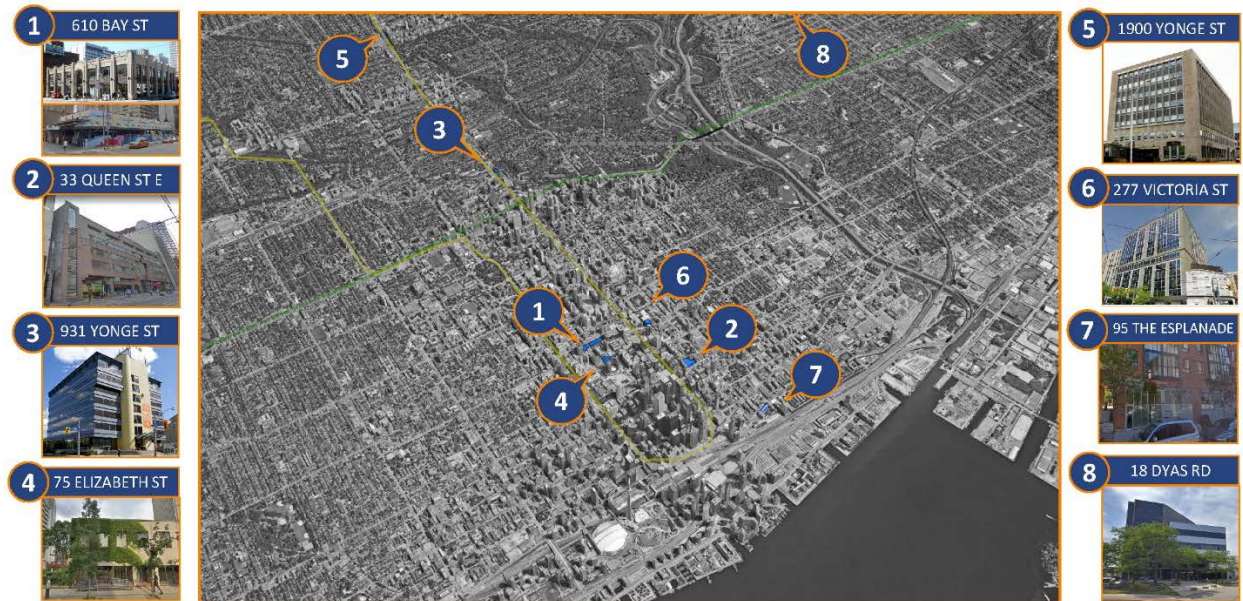 1 610 BAY ST
2 33 QUEEN ST E
3 931 YONGE ST
4 75 ELIZABETH ST
5
8
3
6
1
2
4
7
5 1900 YONGE ST
6 277 VICTORIA ST
7 95 THE ESPLANADE
8 18 DYAS RD